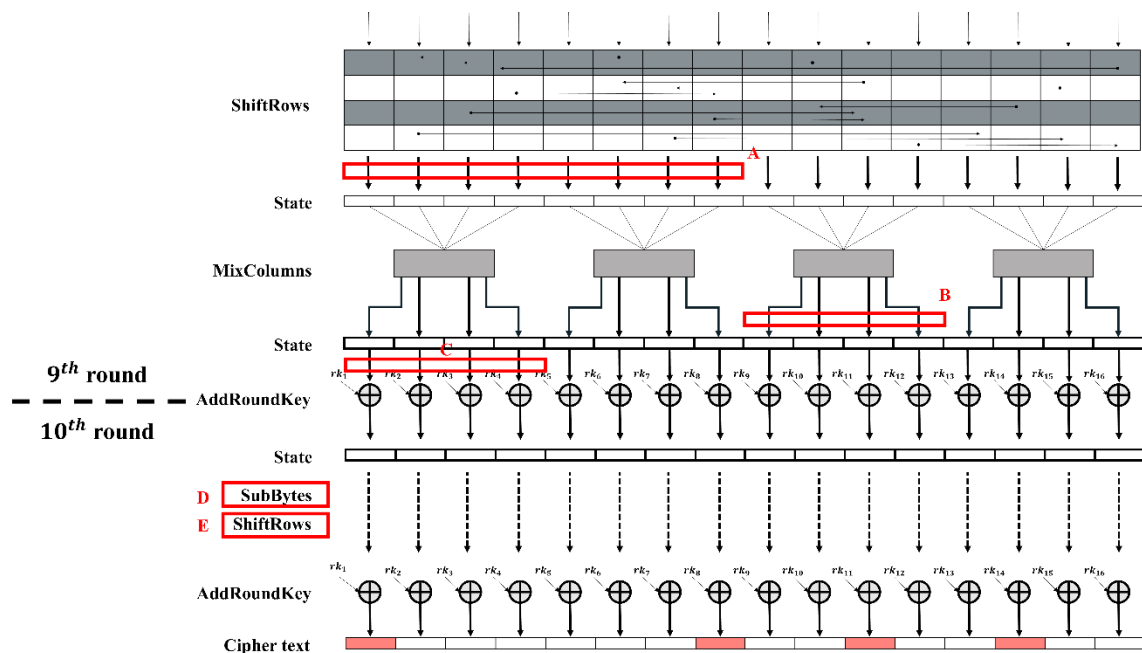 ShiftRows
A
State
MixColumns
B
State
C
rk₁ rk₂ rk₃ rk₄ rk₅ rk₆ rk₇ rk₈ rk₉ rk₁₀ rk₁₁ rk₁₂ rk₁₃ rk₁₄ rk₁₅ rk₁₆
9ᵗʰ round
AddRoundKey
10ᵗʰ round
State
D SubBytes
E ShiftRows
rk₁ rk₂ rk₃ rk₄ rk₅ rk₆ rk₇ rk₈ rk₉ rk₁₀ rk₁₁ rk₁₂ rk₁₃ rk₁₄ rk₁₅ rk₁₆
AddRoundKey
Cipher text